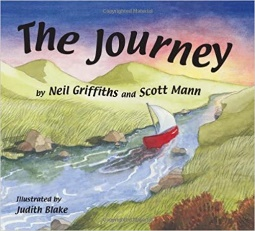 The Journey
by Neil Griffiths and Scott Mann
Illustrated by
Judith Blake